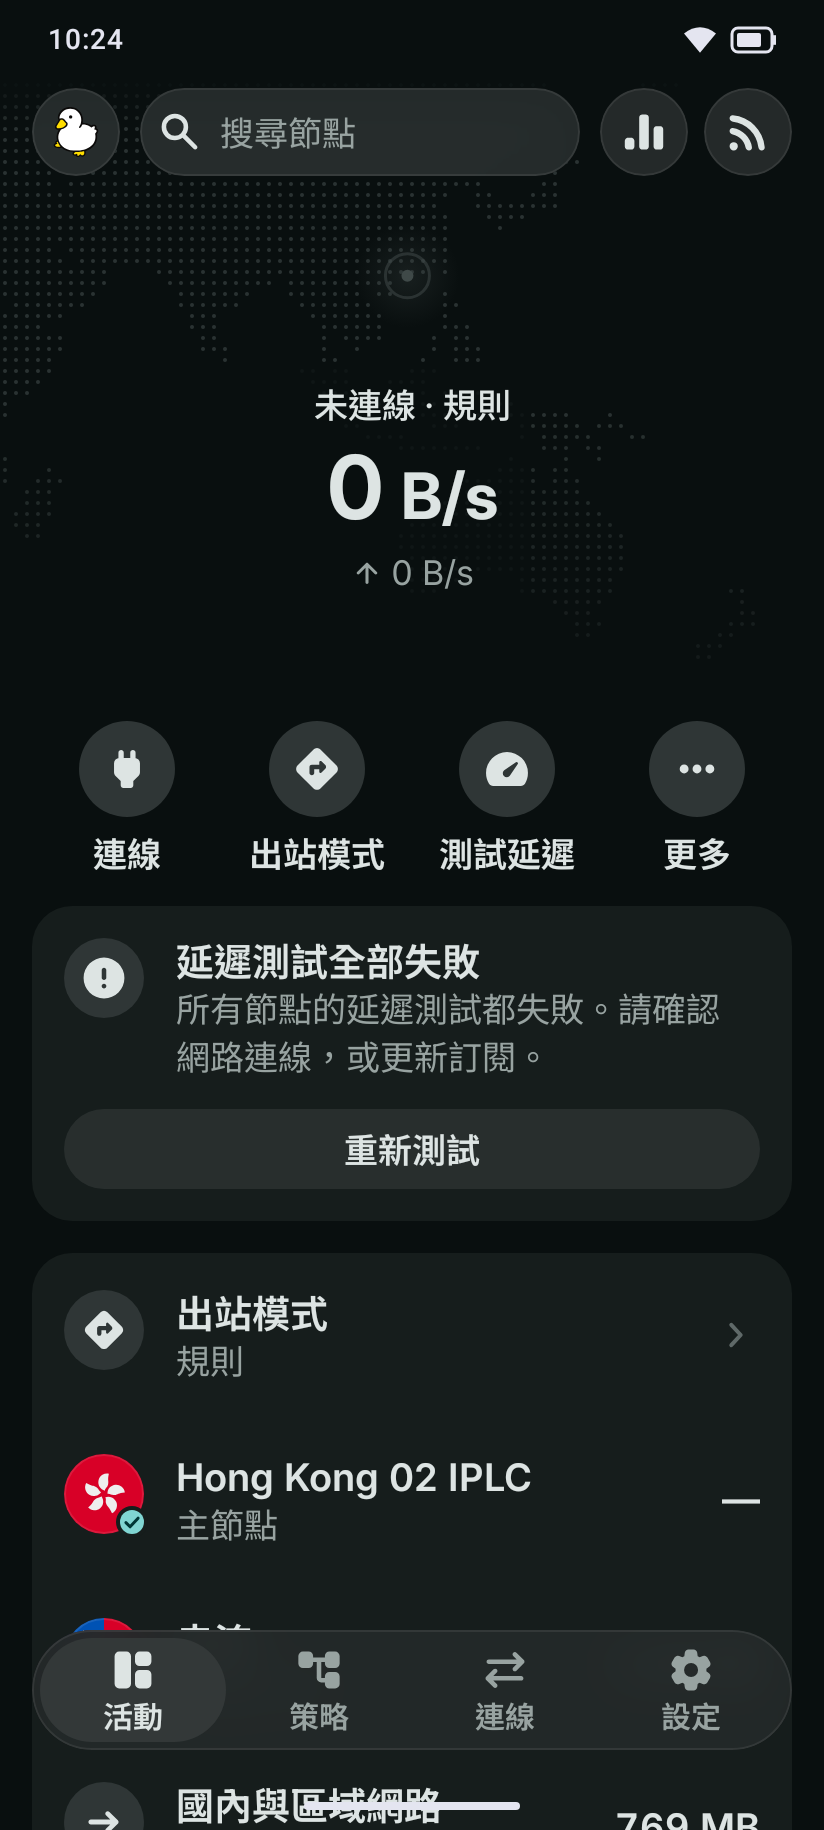 10:24
搜尋節點
未連線 · 規則
0 B/s
↑ 0 B/s
連線
出站模式
測試延遲
更多
延遲測試全部失敗
所有節點的延遲測試都失敗。請確認
網路連線，或更新訂閱。
重新測試
出站模式
規則
Hong Kong 02 IPLC
主節點
—
活動
策略
連線
設定
國內與區域網路
769 MB